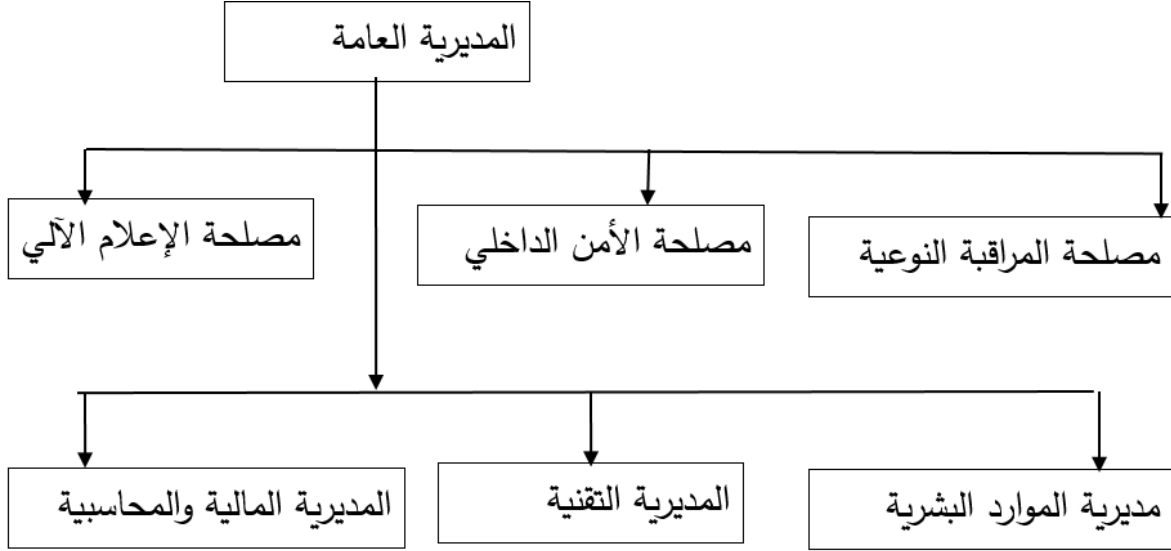 المديرية العامة
مصلحة المراقبة النوعية
مصلحة الأمن الداخلي
مصلحة الإعلام الآلي
مديرية الموارد البشرية
المديرية التقنية
المديرية المالية والمحاسبية